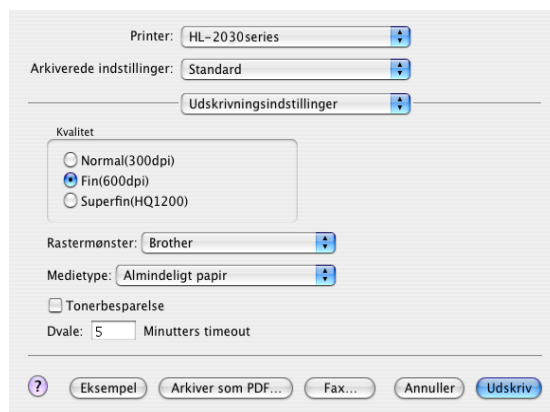 Printer: HL-2030series
Arkiverede indstillinger: Standard
Udskrivningsindstillinger
Kvalitet
Normal(300dpi)
Fin(600dpi)
Superfin(HQ1200)
Rastermønster: Brother
Medietype: Almindeligt papir
Tonerbesparelse
Dvale: 5 Minutters timeout
? Eksempel Arkiver som PDF... Fax... Annuller Udskriv